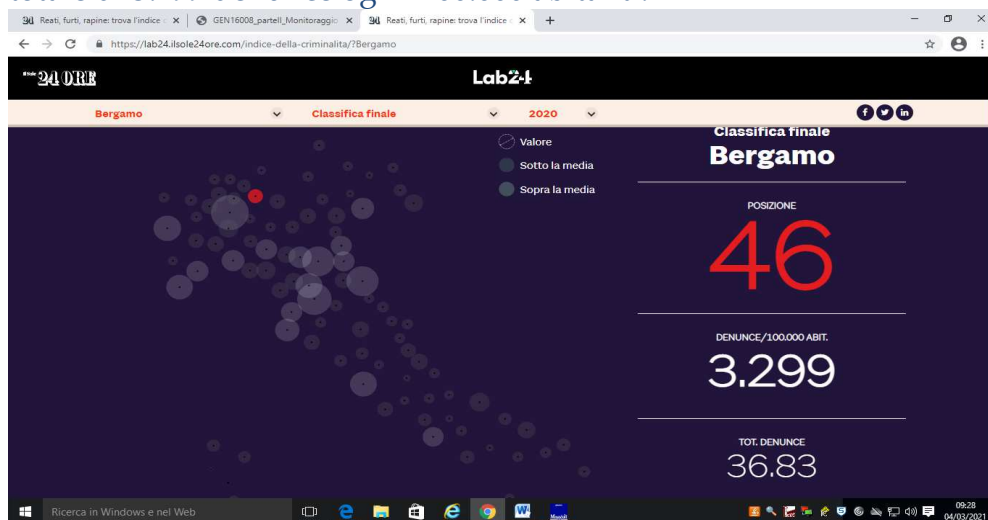 Reati, furti, rapine: trova l'indice
GEN16008_partell_Monitoraggio
Reati, furti, rapine: trova l'indice
https://lab24.ilsole24ore.com/indice-della-criminalita/?Bergamo
24 ORE
Lab24
Bergamo
Classifica finale
2020
Valore
Sotto la media
Sopra la media
Classifica finale
Bergamo
POSIZIONE
46
DENUNCE/100.000 ABIT.
3.299
TOT. DENUNCE
36.83
Ricerca in Windows e nel Web
09:28
04/03/2021